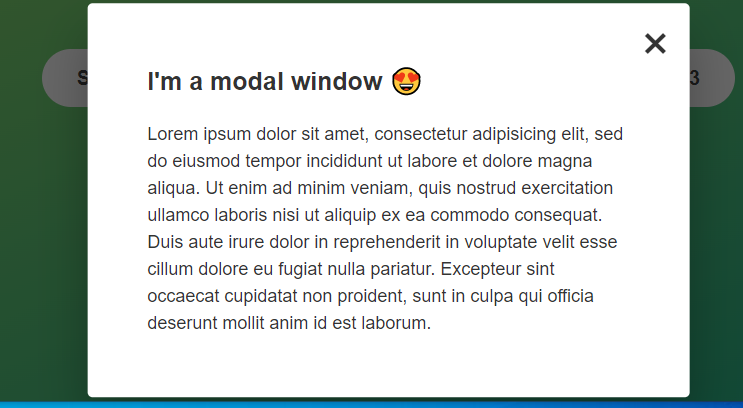 S
3
I'm a modal window 😍
Lorem ipsum dolor sit amet, consectetur adipisicing elit, sed
do eiusmod tempor incididunt ut labore et dolore magna
aliqua. Ut enim ad minim veniam, quis nostrud exercitation
ullamco laboris nisi ut aliquip ex ea commodo consequat.
Duis aute irure dolor in reprehenderit in voluptate velit esse
cillum dolore eu fugiat nulla pariatur. Excepteur sint
occaecat cupidatat non proident, sunt in culpa qui officia
deserunt mollit anim id est laborum.